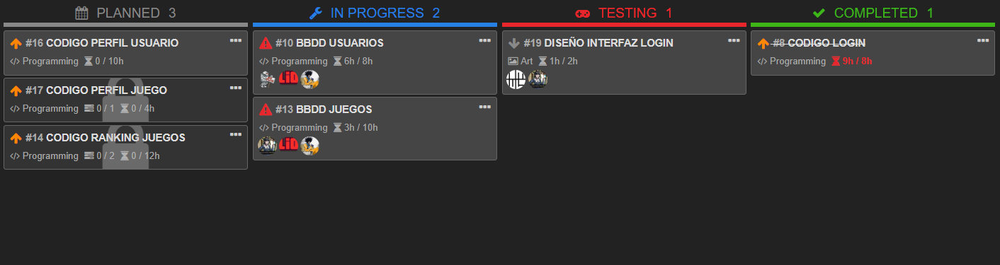 PLANNED 3
#16 CODIGO PERFIL USUARIO
Programming 0 / 10h
#17 CODIGO PERFIL JUEGO
Programming 0 / 1 0 / 4h
#14 CODIGO RANKING JUEGOS
Programming 0 / 2 0 / 12h
IN PROGRESS 2
#10 BBDD USUARIOS
Programming 6h / 8h
LiO
#13 BBDD JUEGOS
Programming 3h / 10h
LiO
TESTING 1
#19 DISEÑO INTERFAZ LOGIN
Art 1h / 2h
COMPLETED 1
#8 CODIGO LOGIN
Programming 9h / 8h